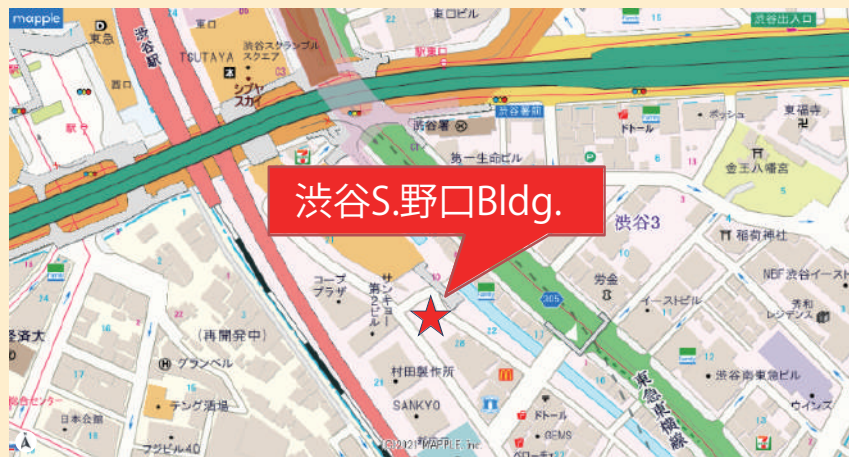 mapple
東急
渋谷駅
東口
TSUTAYA
渋谷スクランブル
スクエア
シブヤ
スカイ
西口
東口ビル
駅東口
渋谷出入口
渋谷署前
渋谷署
ドトール
ポッシュ
東福寺
第一生命ビル
金王八幡宮
渋谷S.野口Bldg.
渋谷3
稲荷神社
NBF渋谷イースト
秀和
レジデンス
労金
イーストビル
305
コープ
プラザ
サンキョー
第2ビル
(再開発中)
経済大
グランベル
テング酒場
日本会館
フジビル40
村田製作所
SANKYO
ドトール
GEMS
東急東横線
渋谷南東急ビル
ウインズ
(C)2021 MAPPLE, Inc.